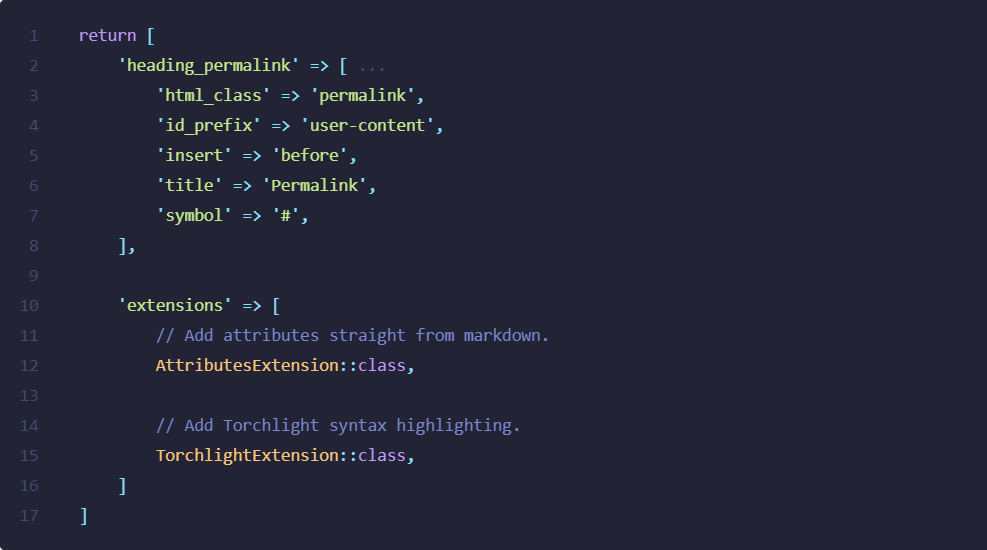 1 return [
2 'heading_permalink' => [ ...
3 'html_class' => 'permalink',
4 'id_prefix' => 'user-content',
5 'insert' => 'before',
6 'title' => 'Permalink',
7 'symbol' => '#',
8 ],
9
10 'extensions' => [
11 // Add attributes straight from markdown.
12 AttributesExtension::class,
13
14 // Add Torchlight syntax highlighting.
15 TorchlightExtension::class,
16 ]
17 ]